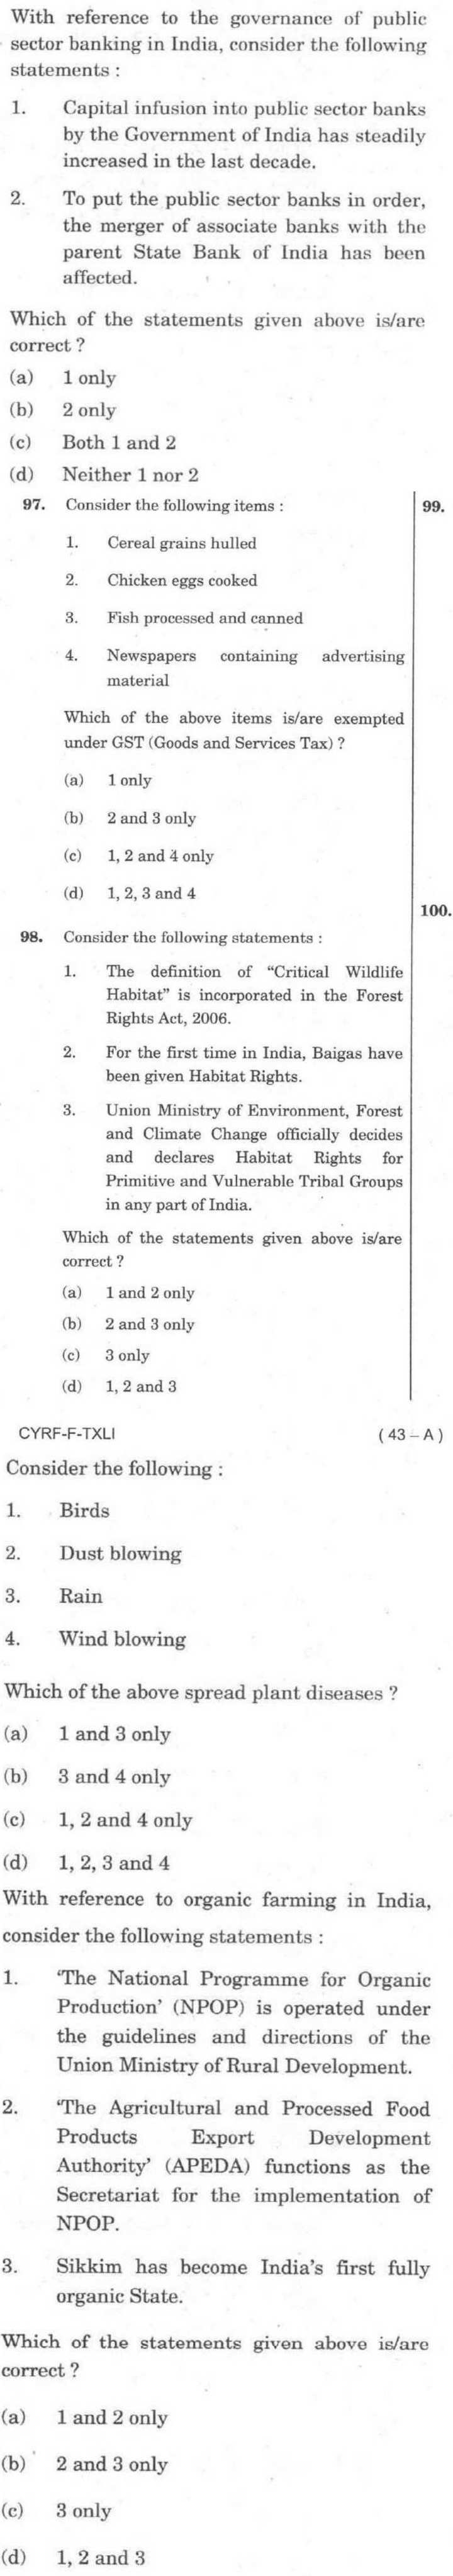 With reference to the governance of public
sector banking in India, consider the following
statements :
1. Capital infusion into public sector banks
by the Government of India has steadily
increased in the last decade.
2. To put the public sector banks in order,
the merger of associate banks with the
parent State Bank of India has been
affected.
Which of the statements given above is/are
correct ?
(a) 1 only
(b) 2 only
(c) Both 1 and 2
(d) Neither 1 nor 2
97. Consider the following items :
99.
1. Cereal grains hulled
2. Chicken eggs cooked
3. Fish processed and canned
4. Newspapers containing advertising
material
Which of the above items is/are exempted
under GST (Goods and Services Tax) ?
(a) 1 only
(b) 2 and 3 only
(c) 1, 2 and 4 only
(d) 1, 2, 3 and 4
100.
98. Consider the following statements :
1. The definition of “Critical Wildlife
Habitat” is incorporated in the Forest
Rights Act, 2006.
2. For the first time in India, Baigas have
been given Habitat Rights.
3. Union Ministry of Environment, Forest
and Climate Change officially decides
and declares Habitat Rights for
Primitive and Vulnerable Tribal Groups
in any part of India.
Which of the statements given above is/are
correct ?
(a) 1 and 2 only
(b) 2 and 3 only
(c) 3 only
(d) 1, 2 and 3
CYRF-F-TXLI ( 43 – A )
Consider the following :
1. Birds
2. Dust blowing
3. Rain
4. Wind blowing
Which of the above spread plant diseases ?
(a) 1 and 3 only
(b) 3 and 4 only
(c) 1, 2 and 4 only
(d) 1, 2, 3 and 4
With reference to organic farming in India,
consider the following statements :
1. ‘The National Programme for Organic
Production’ (NPOP) is operated under
the guidelines and directions of the
Union Ministry of Rural Development.
2. ‘The Agricultural and Processed Food
Products Export Development
Authority’ (APEDA) functions as the
Secretariat for the implementation of
NPOP.
3. Sikkim has become India’s first fully
organic State.
Which of the statements given above is/are
correct ?
(a) 1 and 2 only
(b) 2 and 3 only
(c) 3 only
(d) 1, 2 and 3